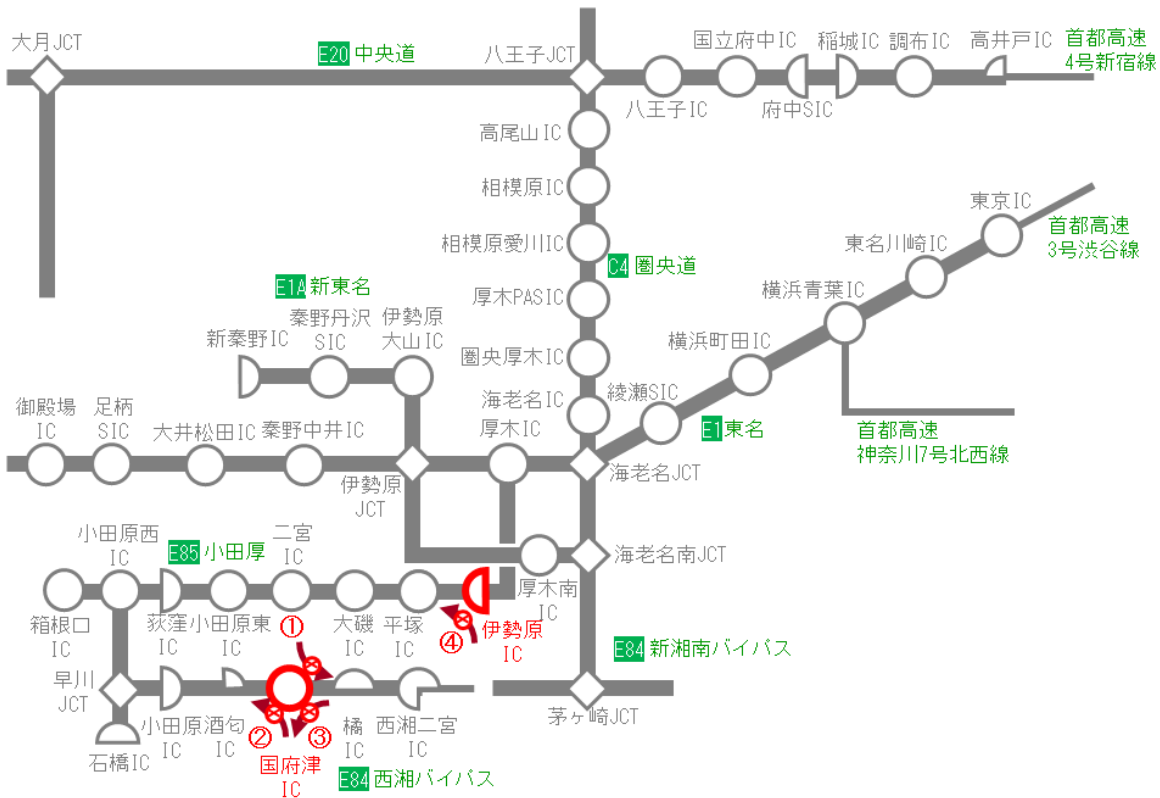 大月JCT
E20 中央道
八王子JCT
国立府中IC
稲城IC
調布IC
高井戸IC
首都高速
4号新宿線
八王子IC
府中SIC
高尾山IC
相模原IC
相模原愛川IC
C4 圏央道
厚木PASIC
圏央厚木IC
海老名IC
東京IC
首都高速
3号渋谷線
東名川崎IC
横浜青葉IC
横浜町田IC
綾瀬SIC
E1 東名
首都高速
神奈川7号北西線
E1A 新東名
新秦野IC
秦野丹沢
SIC
伊勢原
大山IC
御殿場
IC
足柄
SIC
大井松田IC
秦野中井IC
厚木IC
伊勢原
JCT
海老名JCT
海老名南JCT
厚木南
IC
小田原西
IC
E85 小田厚
二宮
IC
箱根口
IC
荻窪
IC
小田原東
IC
①
大磯
IC
平塚
IC
④
伊勢原
IC
E84 新湘南バイパス
茅ヶ崎JCT
早川
JCT
石橋IC
小田原
IC
酒匂
IC
②
③
国府津
IC
橘
IC
西湘二宮
IC
E84 西湘バイパス